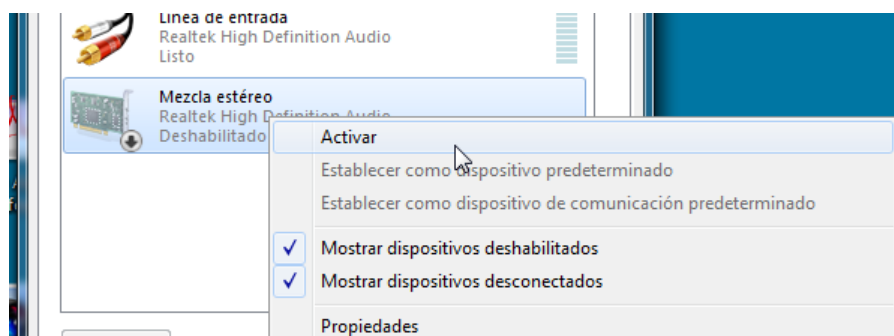 Línea de entrada
Realtek High Definition Audio
Listo
Mezcla estéreo
Realtek High Definition Audio
Deshabilitado
Activar
Establecer como dispositivo predeterminado
Establecer como dispositivo de comunicación predeterminado
Mostrar dispositivos deshabilitados
Mostrar dispositivos desconectados
Propiedades